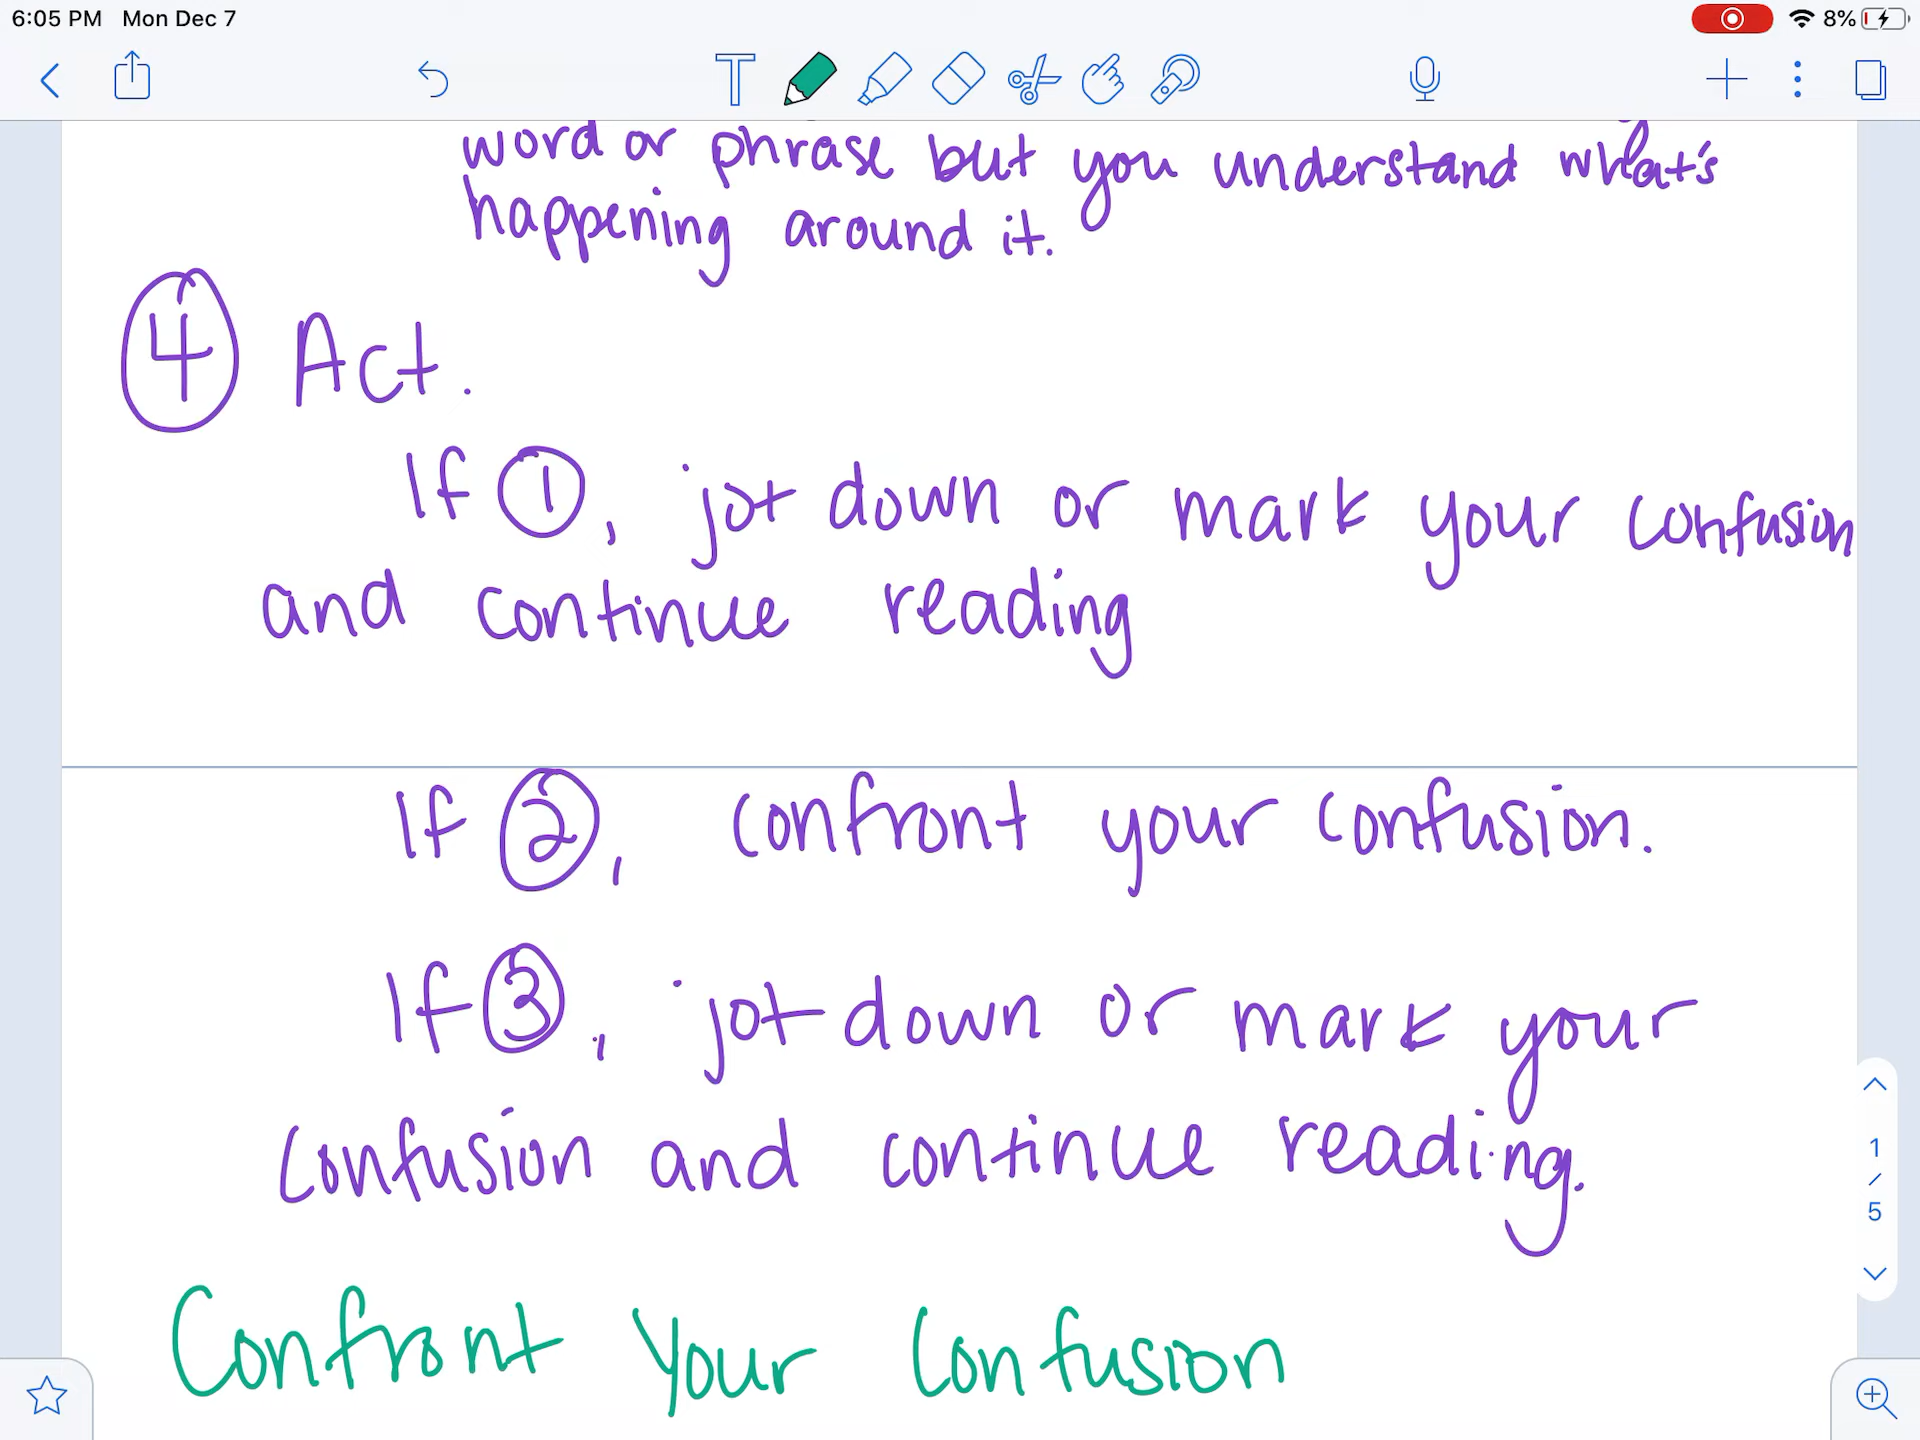 6:05 PM Mon Dec 7
8%
T
word or phrase but you understand what's
happening around it.
4 Act.
If 1, jot down or mark your confusion
and continue reading
If 2, confront your confusion.
If 3, jot down or mark your
confusion and continue reading.
1
/
5
Confront Your Confusion